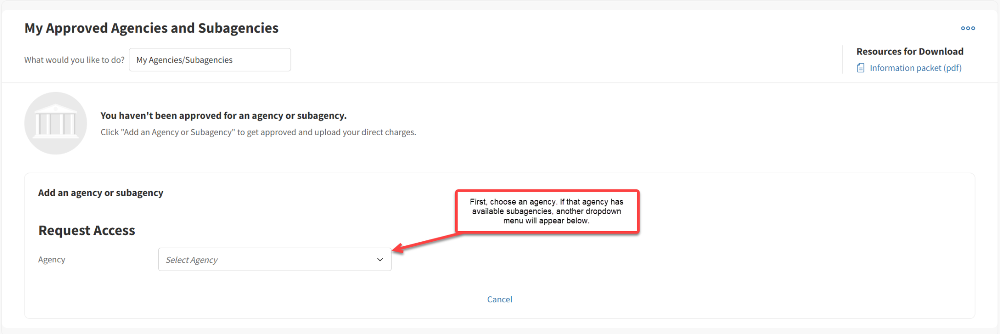 My Approved Agencies and Subagencies
What would you like to do?
My Agencies/Subagencies
Resources for Download
Information packet (pdf)
You haven't been approved for an agency or subagency.
Click "Add an Agency or Subagency" to get approved and upload your direct charges.
Add an agency or subagency
First, choose an agency. If that agency has
available subagencies, another dropdown
menu will appear below.
Request Access
Agency
Select Agency
Cancel